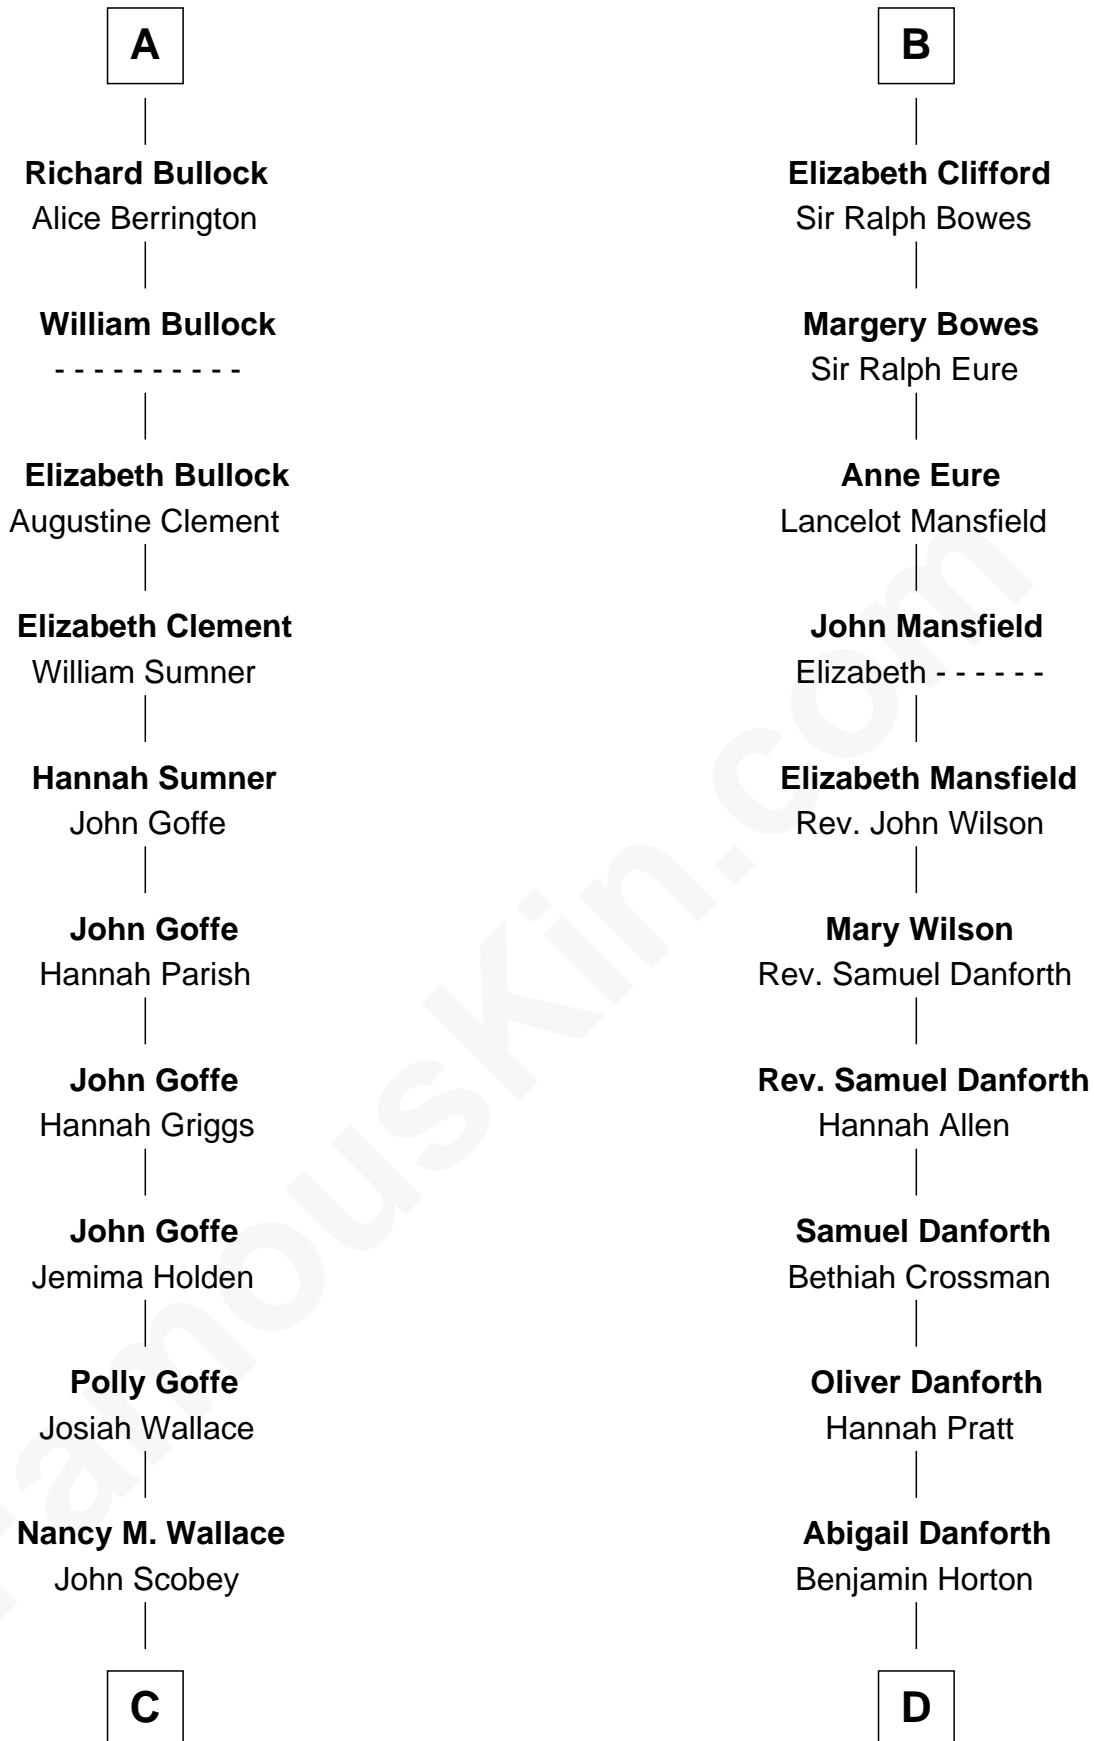 A
Richard Bullock
Alice Berrington
William Bullock
- - - - - - - - - -
Elizabeth Bullock
Augustine Clement
Elizabeth Clement
William Sumner
Hannah Sumner
John Goffe
John Goffe
Hannah Parish
John Goffe
Hannah Griggs
John Goffe
Jemima Holden
Polly Goffe
Josiah Wallace
Nancy M. Wallace
John Scobey
C
B
Elizabeth Clifford
Sir Ralph Bowes
Margery Bowes
Sir Ralph Eure
Anne Eure
Lancelot Mansfield
John Mansfield
Elizabeth - - - - - -
Elizabeth Mansfield
Rev. John Wilson
Mary Wilson
Rev. Samuel Danforth
Rev. Samuel Danforth
Hannah Allen
Samuel Danforth
Bethiah Crossman
Oliver Danforth
Hannah Pratt
Abigail Danforth
Benjamin Horton
D
FamousKin.com